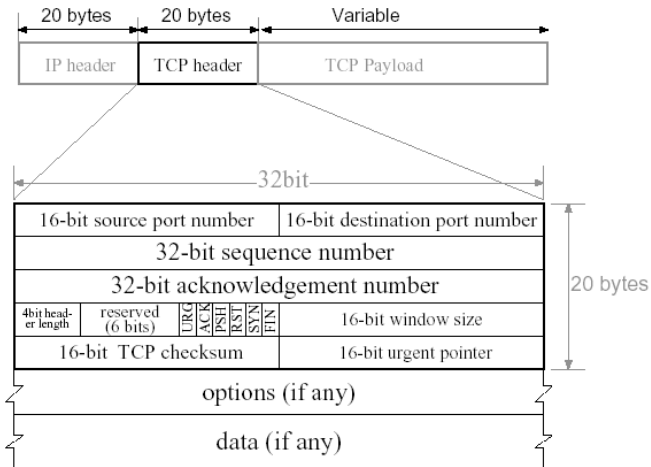 20 bytes 20 bytes Variable
IP header TCP header TCP Payload
32bit
16-bit source port number 16-bit destination port number
32-bit sequence number
32-bit acknowledgement number
20 bytes
4bit head-
er length
reserved
(6 bits)
URG
ACK
PSH
RST
SYN
FIN
16-bit window size
16-bit TCP checksum 16-bit urgent pointer
options (if any)
data (if any)